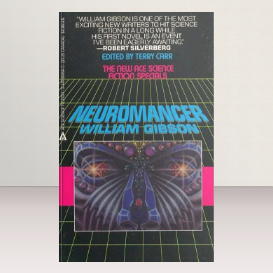 "WILLIAM GIBSON IS ONE OF THE MOST
EXCITING NEW WRITERS TO HIT SCIENCE
FICTION IN A LONG WHILE.
HIS FIRST NOVEL IS AN EVENT
I'VE BEEN EAGERLY AWAITING."
—ROBERT SILVERBERG
EDITED BY TERRY CARR
THE NEW ACE SCIENCE
FICTION SPECIALS
NEUROMANCER
WILLIAM GIBSON